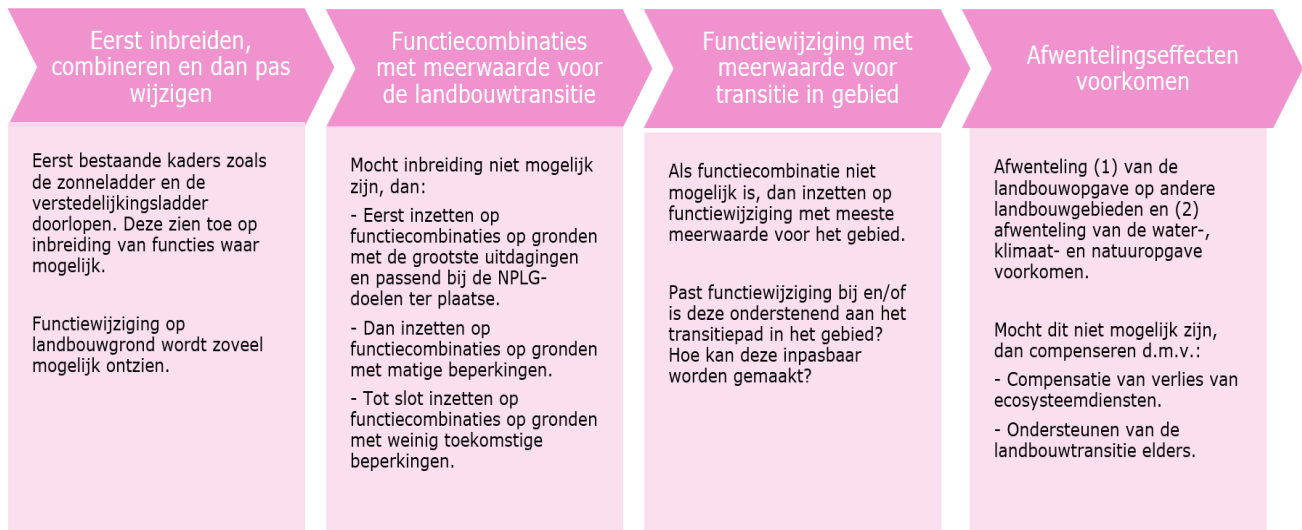 Eerst inbreiden,
combineren en dan pas
wijzigen
Eerst bestaande kaders zoals
de zonneladder en de
verstedelijkingsladder
doorlopen. Deze zien toe op
inbreiding van functies waar
mogelijk.
Functiewijziging op
landbouwgrond wordt zoveel
mogelijk ontzien.
Functiecombinaties
met meerwaarde voor
de landbouwtransitie
Mocht inbreiding niet mogelijk
zijn, dan:
- Eerst inzetten op
functiecombinaties op gronden
met de grootste uitdagingen
en passend bij de NPLG-
doelen ter plaatse.
- Dan inzetten op
functiecombinaties op gronden
met matige beperkingen.
- Tot slot inzetten op
functiecombinaties op gronden
met weinig toekomstige
beperkingen.
Functiewijziging met
meerwaarde voor
transitie in gebied
Als functiecombinatie niet
mogelijk is, dan inzetten op
functiewijziging met meeste
meerwaarde voor het gebied.
Past functiewijziging bij en/of
is deze onderstenend aan het
transitiepad in het gebied?
Hoe kan deze inpasbaar
worden gemaakt?
Afwentelingseffecten
voorkomen
Afwenteling (1) van de
landbouwopgave op andere
landbouwgebieden en (2)
afwenteling van de water-,
klimaat- en natuuropgave
voorkomen.
Mocht dit niet mogelijk zijn,
dan compenseren d.m.v.:
- Compensatie van verlies van
ecosysteemdiensten.
- Ondersteunen van de
landbouwtransitie elders.